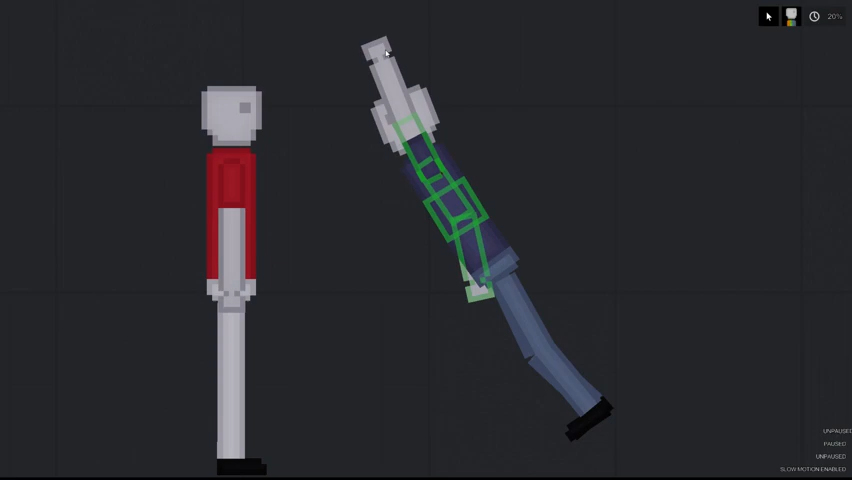 20%
UNPAUSED
PAUSED
UNPAUSED
SLOW MOTION ENABLED